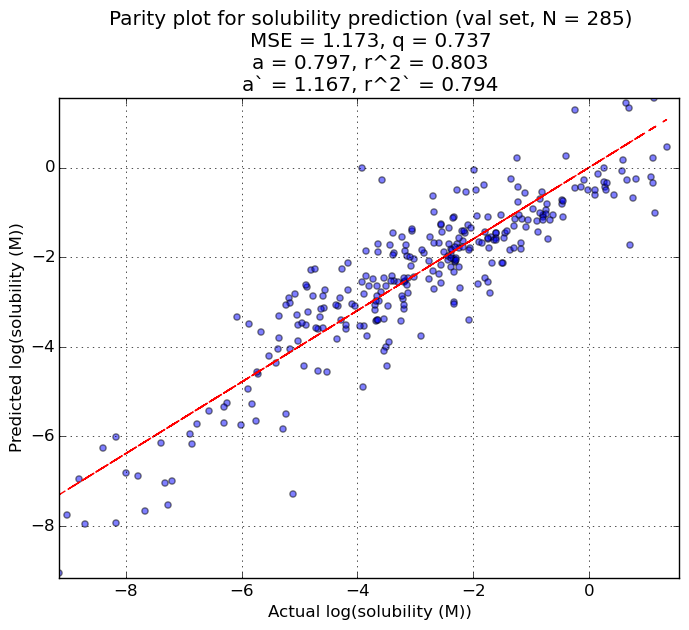 Parity plot for solubility prediction (val set, N = 285)
MSE = 1.173, q = 0.737
a = 0.797, r^2 = 0.803
a` = 1.167, r^2` = 0.794
Predicted log(solubility (M))
0
−2
−4
−6
−8
−8 −6 −4 −2 0
Actual log(solubility (M))